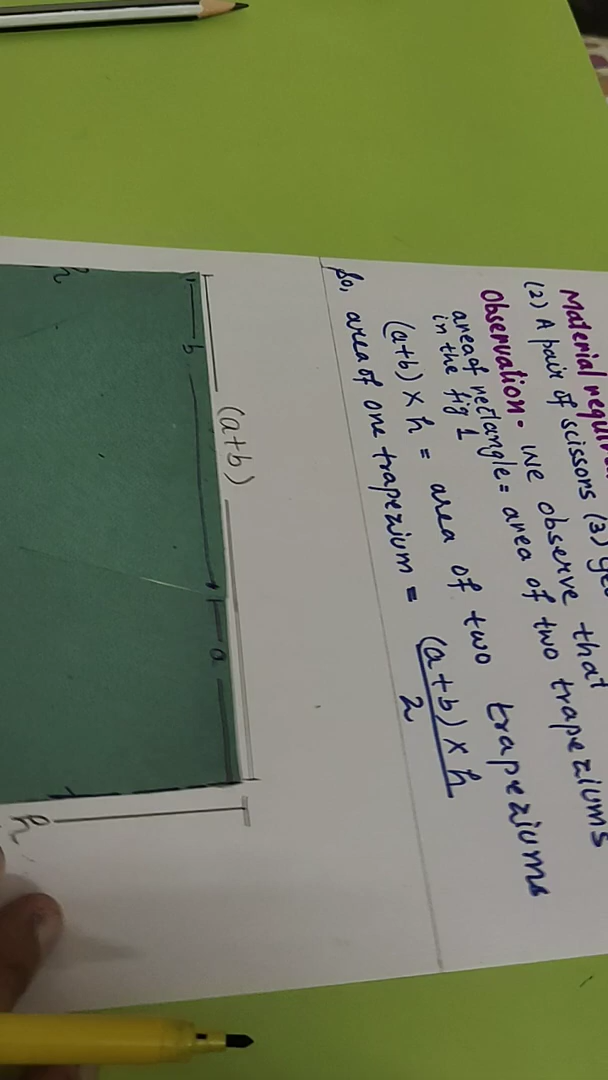 Material requir
(2) A pair of scissors (3)
Observation - We observe that
area of rectangle = area of two trapeziums
in the fig 1
(a+b) × h = area of two trapeziums
So, area of one trapezium = (a+b) × h
2
(a+b)
b
a
h
h